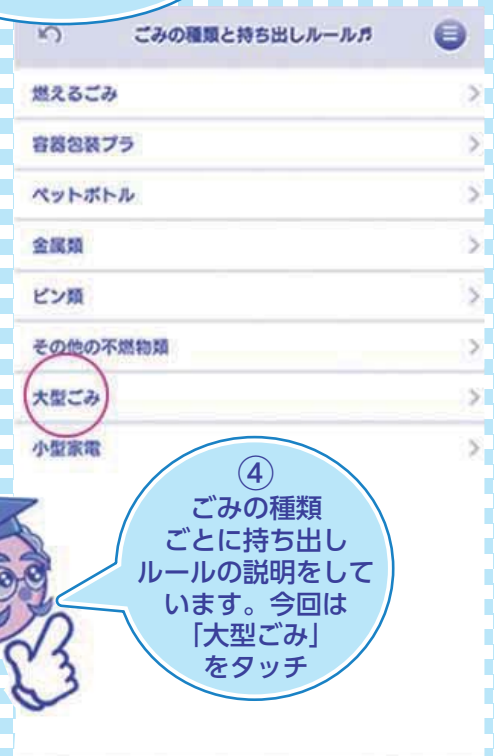 ごみの種類と持ち出しルール♬
燃えるごみ
容器包装プラ
ペットボトル
金属類
ビン類
その他の不燃物類
大型ごみ
小型家電
④
ごみの種類
ごとに持ち出し
ルールの説明をして
います。今回は
「大型ごみ」
をタッチ